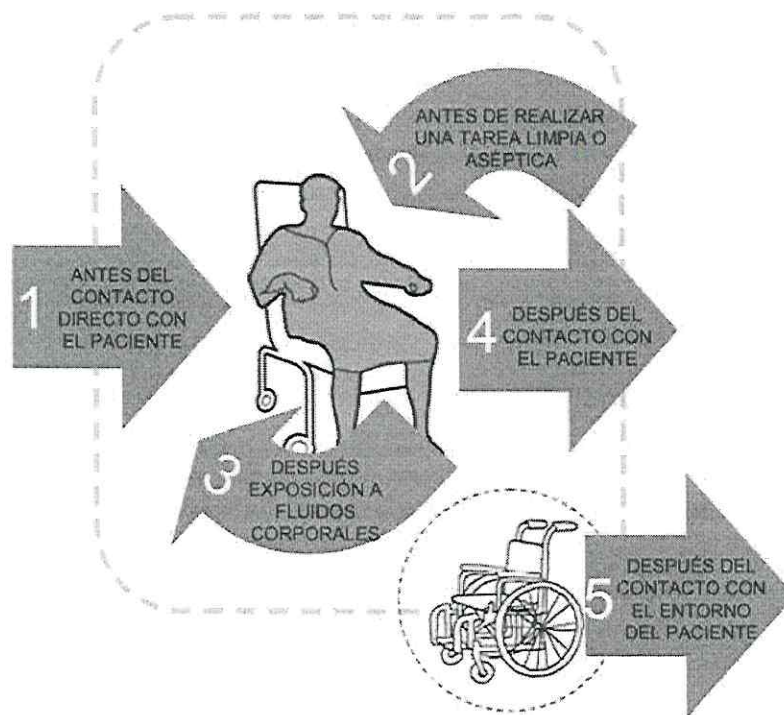 1
ANTES DEL
CONTACTO
DIRECTO CON
EL PACIENTE
2
ANTES DE REALIZAR
UNA TAREA LIMPIA O
ASÉPTICA
3
DESPUÉS
EXPOSICIÓN A
FLUIDOS
CORPORALES
4
DESPUÉS DEL
CONTACTO CON
EL PACIENTE
5
DESPUÉS DEL
CONTACTO CON
EL ENTORNO
DEL PACIENTE